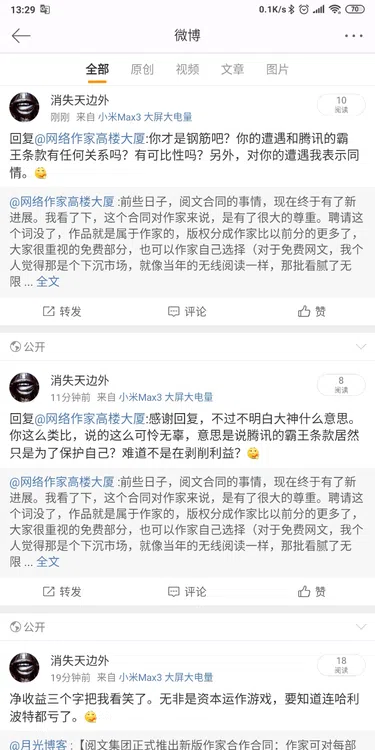 13:29
0.1K/s
70
微博
全部 原创 视频 文章 图片
消失天边外
刚刚 来自 小米Max3 大屏大电量
10
阅读
回复@网络作家高楼大厦:你才是钢筋吧？你的遭遇和腾讯的霸
王条款有任何关系吗？有可比性吗？另外，对你的遭遇我表示同
情。
@网络作家高楼大厦 :前些日子，阅文合同的事情，现在终于有了新
进展。我看了下，这个合同对作家来说，是有了很大的尊重。聘请这
个词没了，作品就是属于作家的，版权分成作家比以前分的更多了，
大家很重视的免费部分，也可以作家自己选择（对于免费网文，我个
人觉得那是个下沉市场，就像当年的无线阅读一样，那批看腻了无
限 ... 全文
转发 评论 赞
公开
消失天边外
11分钟前 来自 小米Max3 大屏大电量
8
阅读
回复@网络作家高楼大厦:感谢回复，不过不明白大神什么意思。
你这么类比，说的这么可怜无辜，意思是说腾讯的霸王条款居然
只是为了保护自己？难道不是在剥削利益？
@网络作家高楼大厦 :前些日子，阅文合同的事情，现在终于有了新
进展。我看了下，这个合同对作家来说，是有了很大的尊重。聘请这
个词没了，作品就是属于作家的，版权分成作家比以前分的更多了，
大家很重视的免费部分，也可以作家自己选择（对于免费网文，我个
人觉得那是个下沉市场，就像当年的无线阅读一样，那批看腻了无
限 ... 全文
转发 评论 赞
公开
消失天边外
19分钟前 来自 小米Max3 大屏大电量
18
阅读
净收益三个字把我看笑了。无非是资本运作游戏，要知道连哈利
波特都亏了。
@月光博客 :【阅文集团正式推出新版作家合作合同：作家可对每部